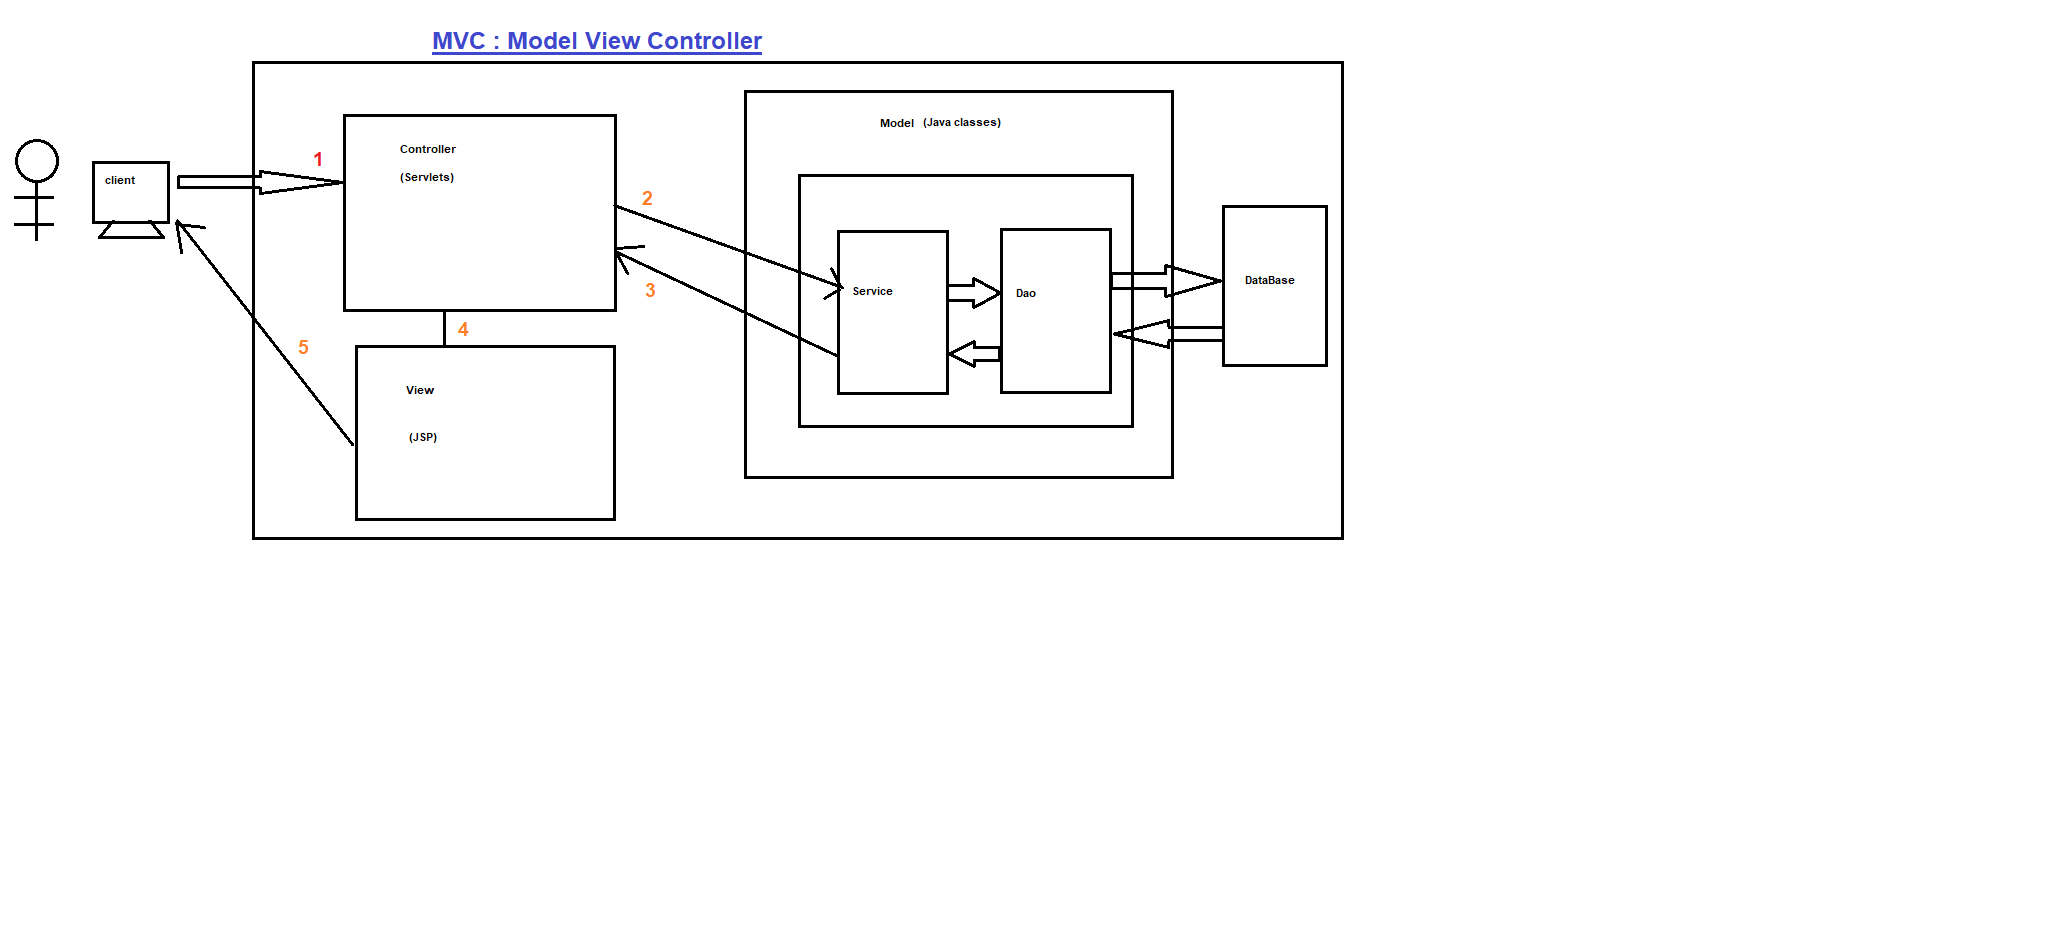 MVC : Model View Controller
client
1
Controller
(Servlets)
2
3
4
5
View
(JSP)
Model (Java classes)
Service
Dao
DataBase